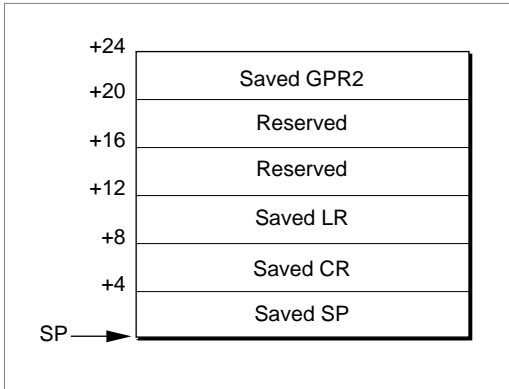 +24
Saved GPR2
+20
Reserved
+16
Reserved
+12
Saved LR
+8
Saved CR
+4
Saved SP
SP